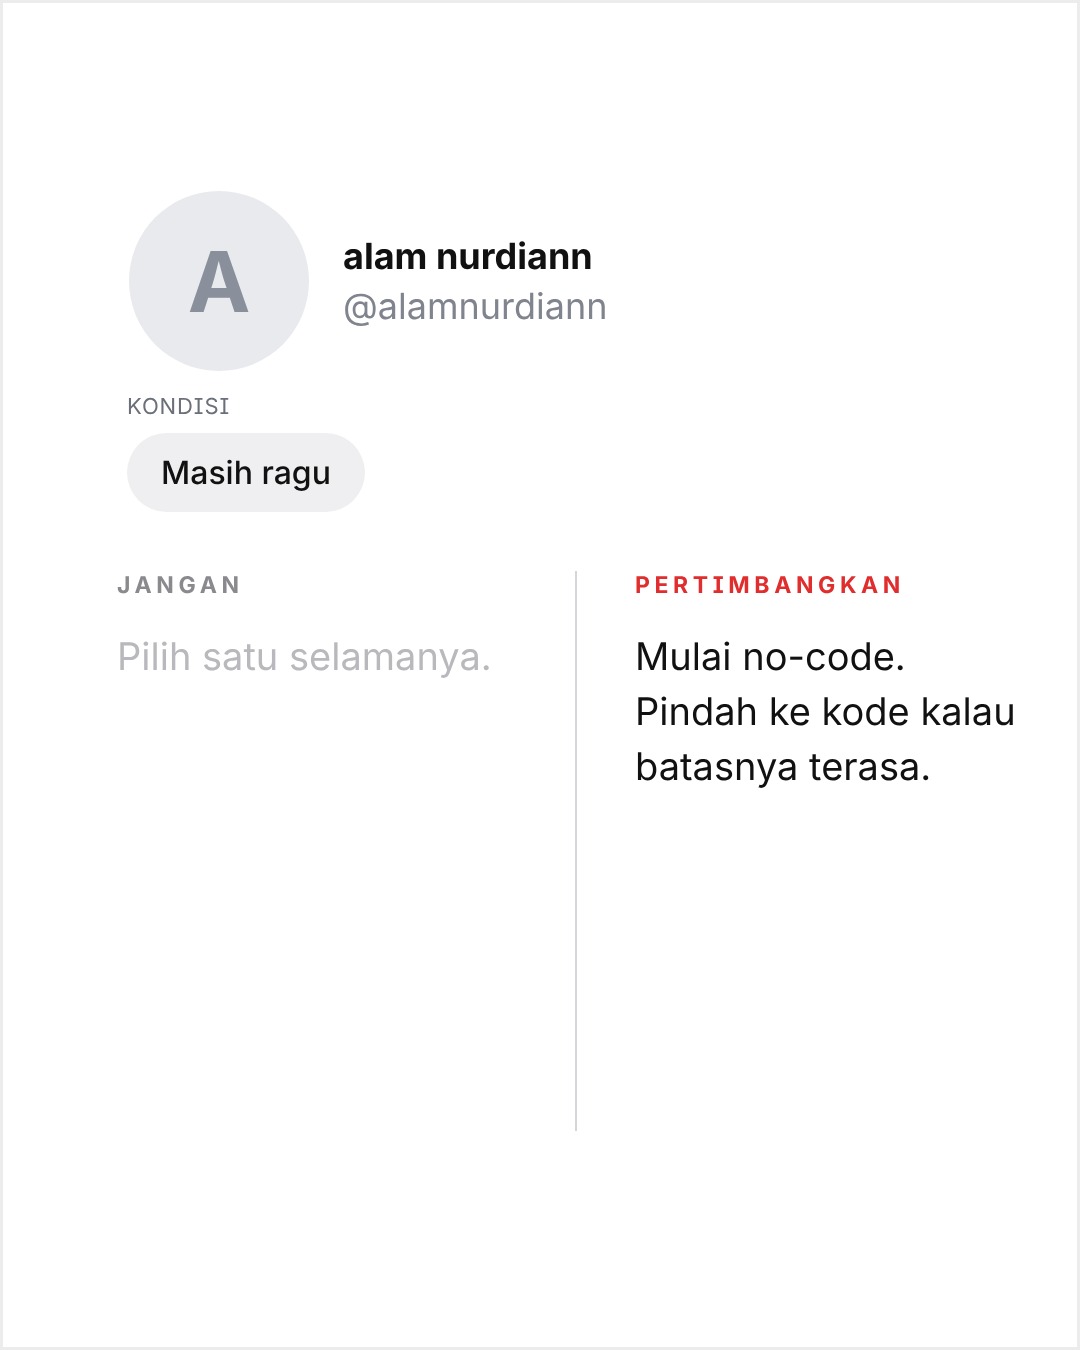 A
alam nurdiann
@alamnurdiann
KONDISI
Masih ragu
JANGAN
Pilih satu selamanya.
PERTIMBANGKAN
Mulai no-code.
Pindah ke kode kalau
batasnya terasa.